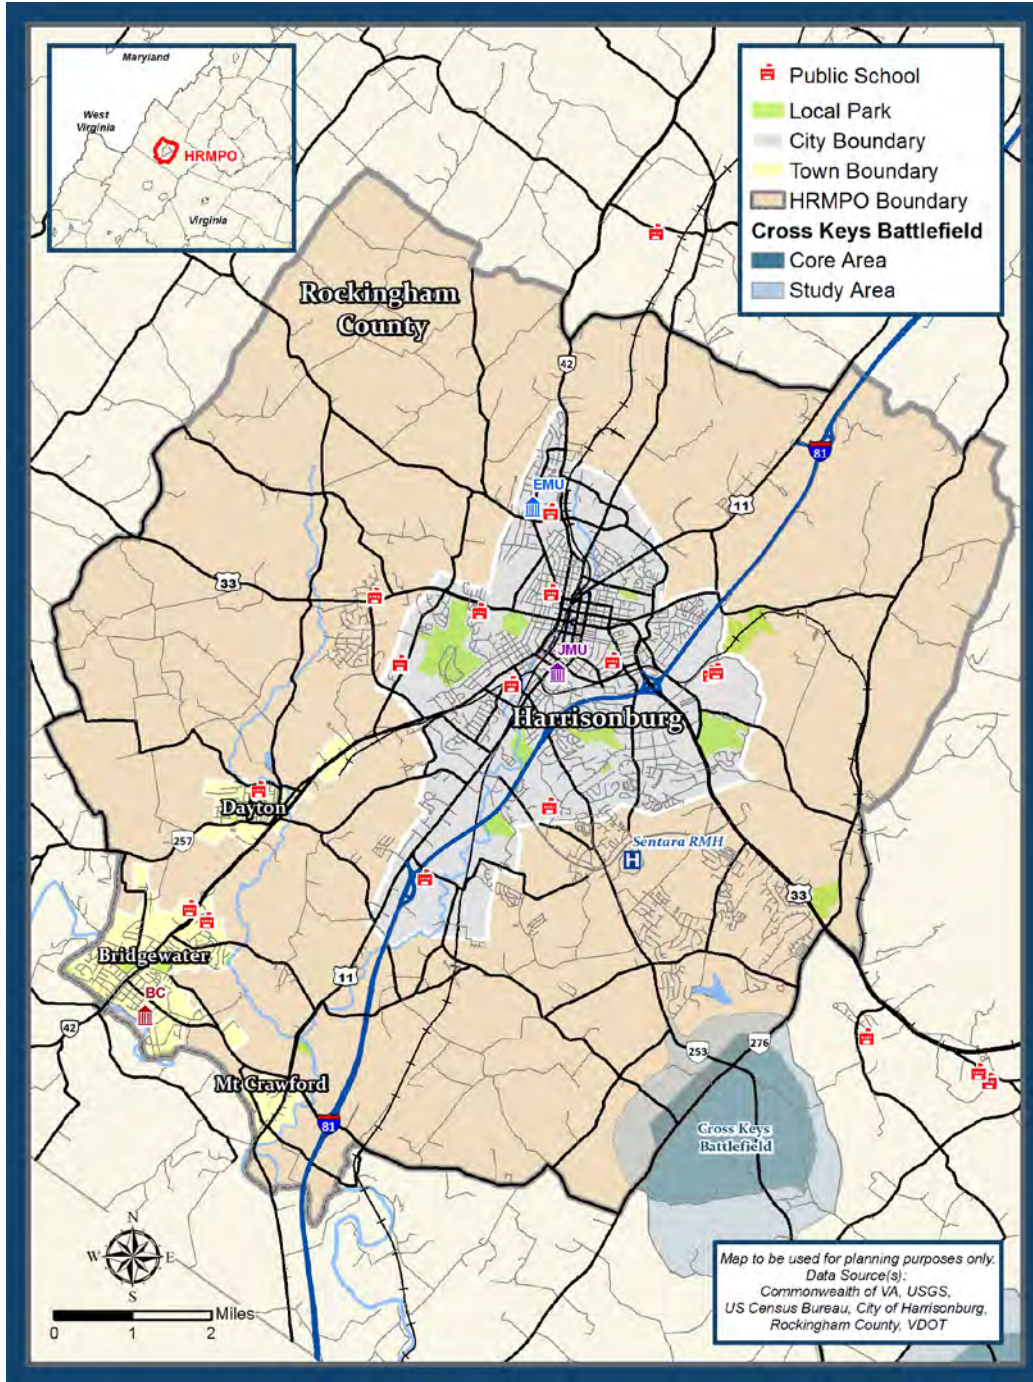 Maryland
West
Virginia
HRMPO
Virginia
Public School
Local Park
City Boundary
Town Boundary
HRMPO Boundary
Cross Keys Battlefield
Core Area
Study Area
Rockingham
County
42
81
EMU
11
33
JMU
Harrisonburg
Dayton
257
Sentara RMH
H
33
Bridgewater
11
BC
42
253
276
Mt Crawford
81
Cross Keys
Battlefield
N
W
E
S
Miles
0
1
2
Map to be used for planning purposes only.
Data Source(s):
Commonwealth of VA, USGS,
US Census Bureau, City of Harrisonburg,
Rockingham County, VDOT